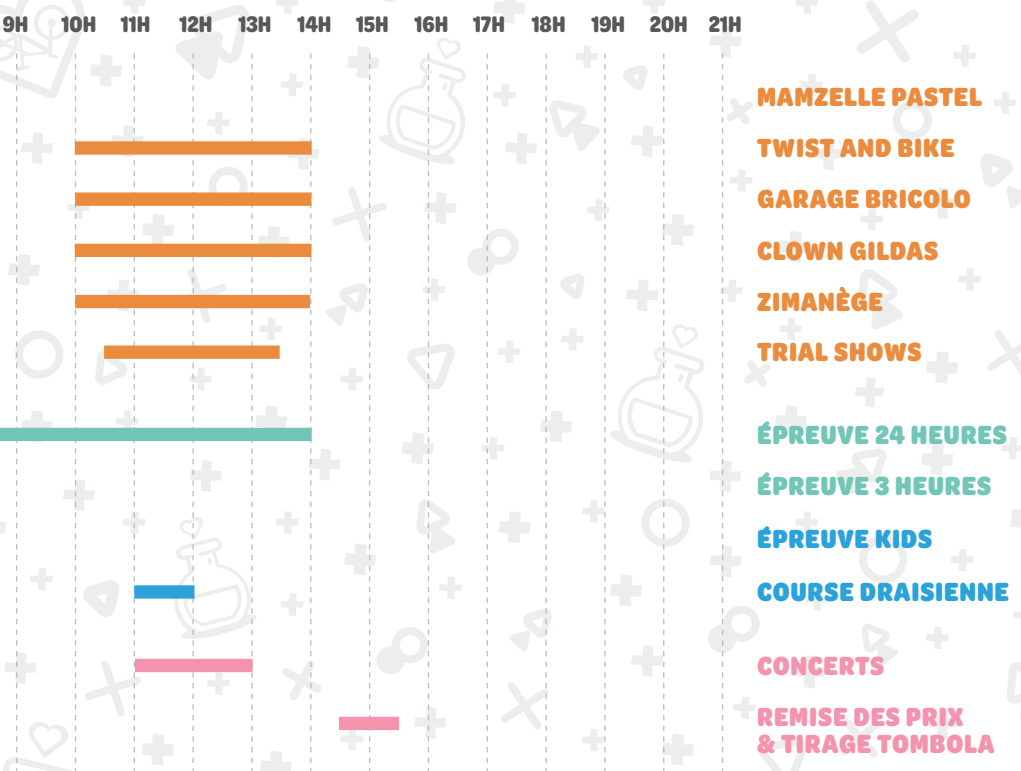 9H 10H 11H 12H 13H 14H 15H 16H 17H 18H 19H 20H 21H
MAMZELLE PASTEL
TWIST AND BIKE
GARAGE BRICOLO
CLOWN GILDAS
ZIMANÈGE
TRIAL SHOWS
ÉPREUVE 24 HEURES
ÉPREUVE 3 HEURES
ÉPREUVE KIDS
COURSE DRAISIENNE
CONCERTS
REMISE DES PRIX
& TIRAGE TOMBOLA